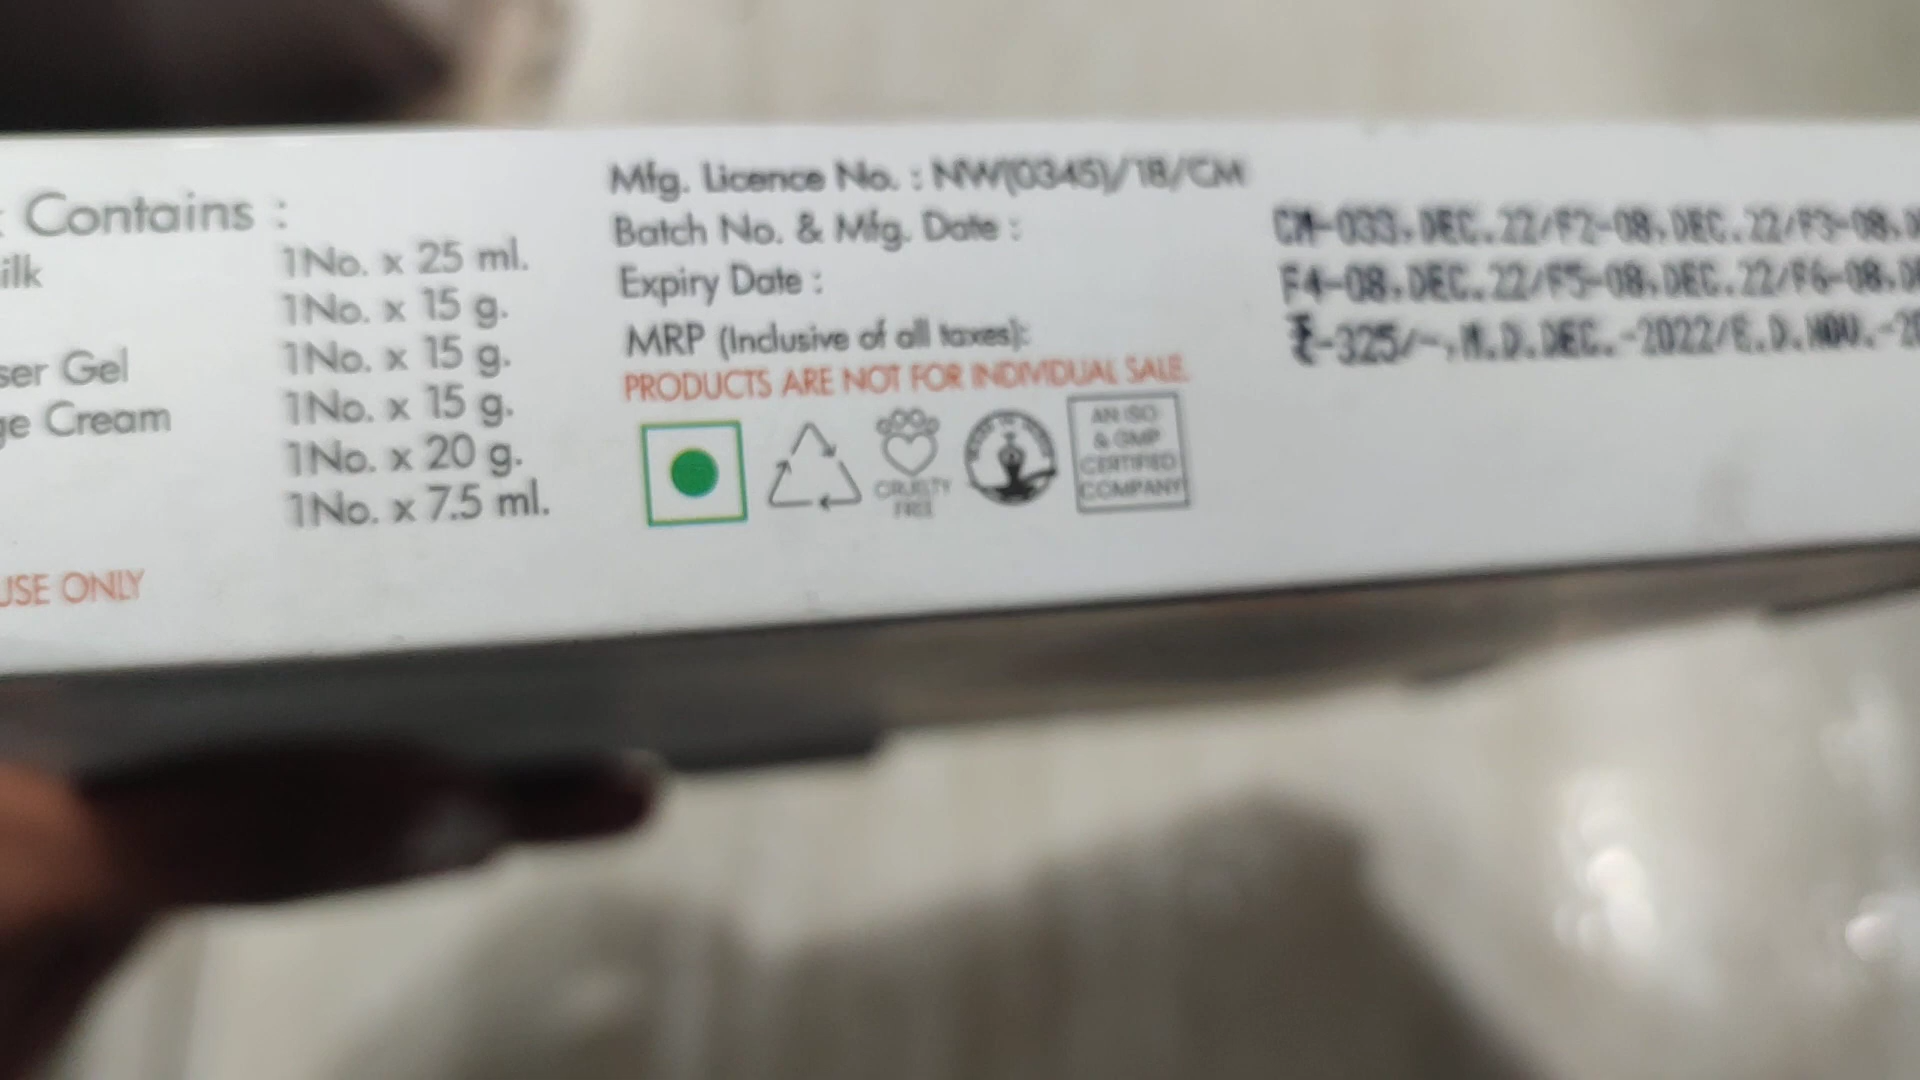 Contains :
ilk
ser Gel
ge Cream
1No. x 25 ml.
1No. x 15 g.
1No. x 15 g.
1No. x 15 g.
1No. x 20 g.
1No. x 7.5 ml.
USE ONLY
Mfg. Licence No. : NW(0345)/18/CM
Batch No. & Mfg. Date :
Expiry Date :
MRP (Inclusive of all taxes):
PRODUCTS ARE NOT FOR INDIVIDUAL SALE.
CRUELTY
FREE
AN ISO
& GMP
CERTIFIED
COMPANY
CM-033,DEC.22/F2-08,DEC.22/F3-08,D
F4-08,DEC.22/F5-08,DEC.22/F6-08,DE
₹-325/-,M.D.DEC.-2022/E.D.NOV.-20